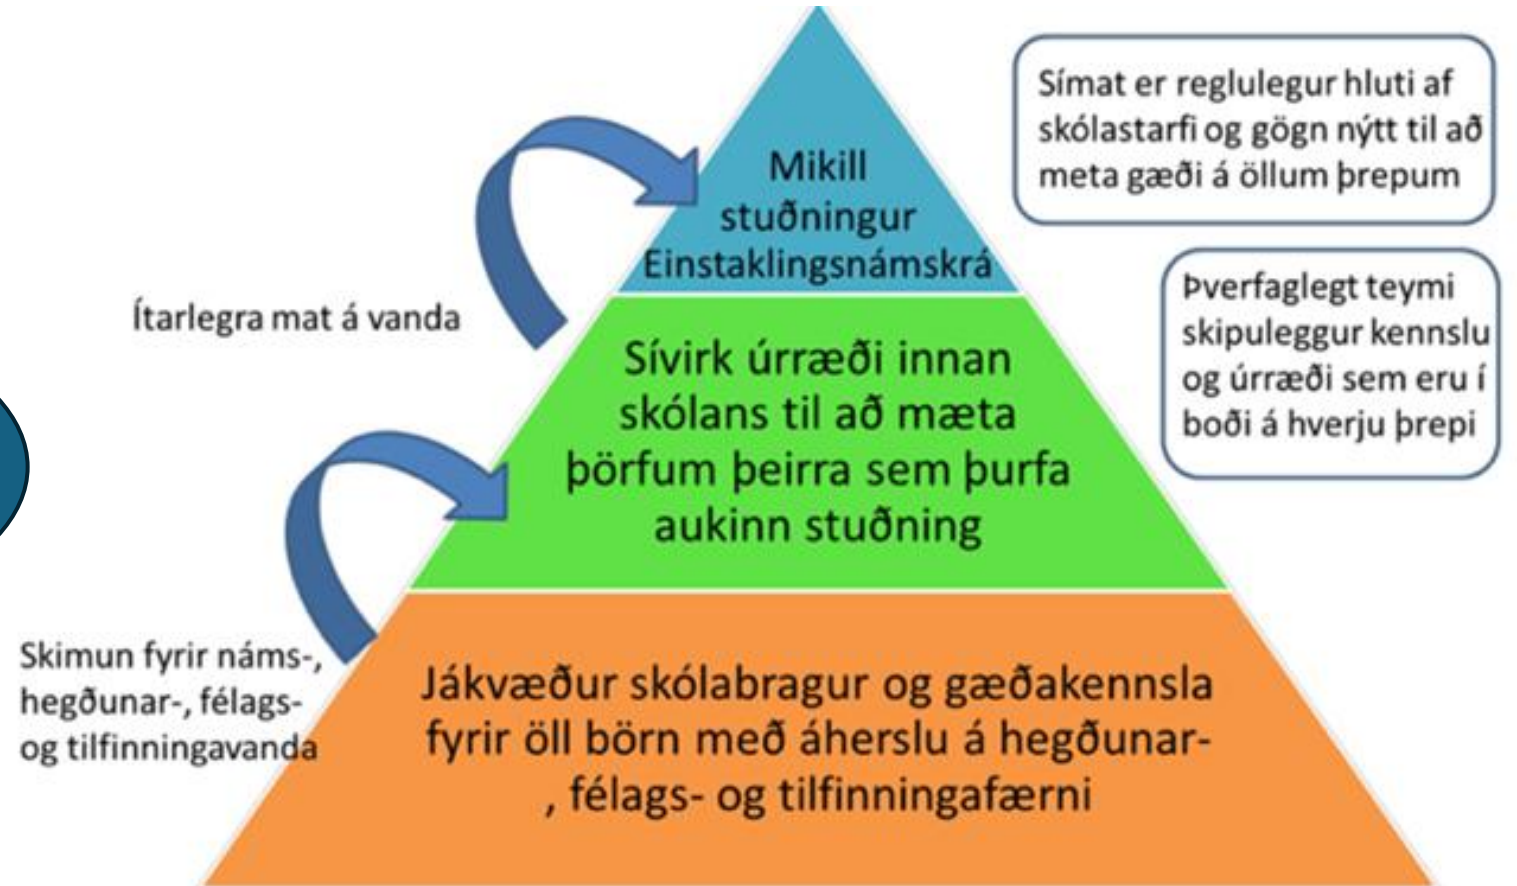 Símat er reglulegur hluti af
skólastarfi og gögn nýtt til að
meta gæði á öllum þrepum
Mikill
stuðningur
Einstaklingsnámskrá
Þverfaglegt teymi
skipuleggur kennslu
og úrræði sem eru í
boði á hverju þrepi
Ítarlegra mat á vanda
Sívirk úrræði innan
skólans til að mæta
þörfum þeirra sem þurfa
aukinn stuðning
Skimun fyrir náms-,
hegðunar-, félags-
og tilfinningavanda
Jákvæður skólabragur og gæðakennsla
fyrir öll börn með áherslu á hegðunar-
, félags- og tilfinningafærni